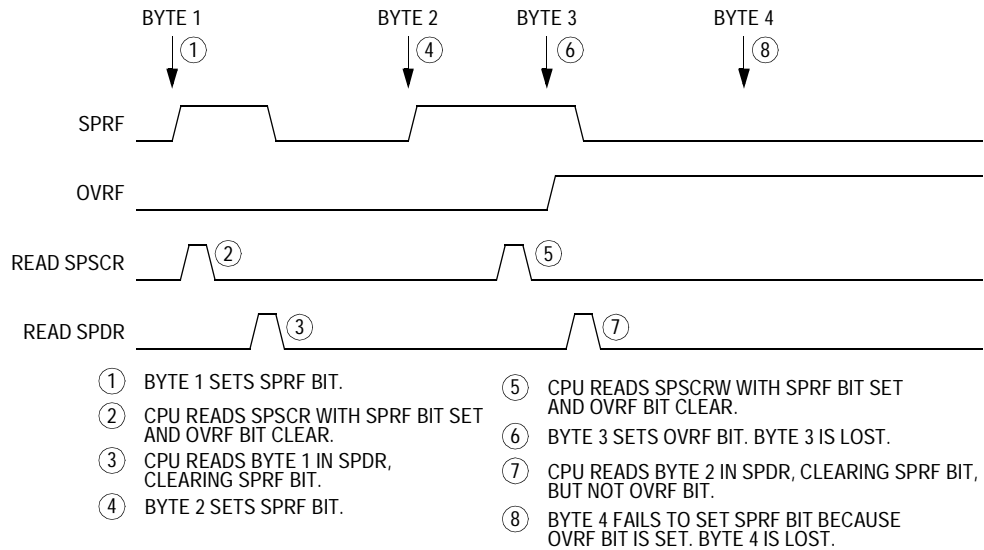 BYTE 1 BYTE 2 BYTE 3 BYTE 4
1 4 6 8
SPRF
OVRF
READ SPSCR 2 5
READ SPDR 3 7
1 BYTE 1 SETS SPRF BIT.
2 CPU READS SPSCR WITH SPRF BIT SET
AND OVRF BIT CLEAR.
3 CPU READS BYTE 1 IN SPDR,
CLEARING SPRF BIT.
4 BYTE 2 SETS SPRF BIT.
5 CPU READS SPSCRW WITH SPRF BIT SET
AND OVRF BIT CLEAR.
6 BYTE 3 SETS OVRF BIT. BYTE 3 IS LOST.
7 CPU READS BYTE 2 IN SPDR, CLEARING SPRF BIT,
BUT NOT OVRF BIT.
8 BYTE 4 FAILS TO SET SPRF BIT BECAUSE
OVRF BIT IS SET. BYTE 4 IS LOST.